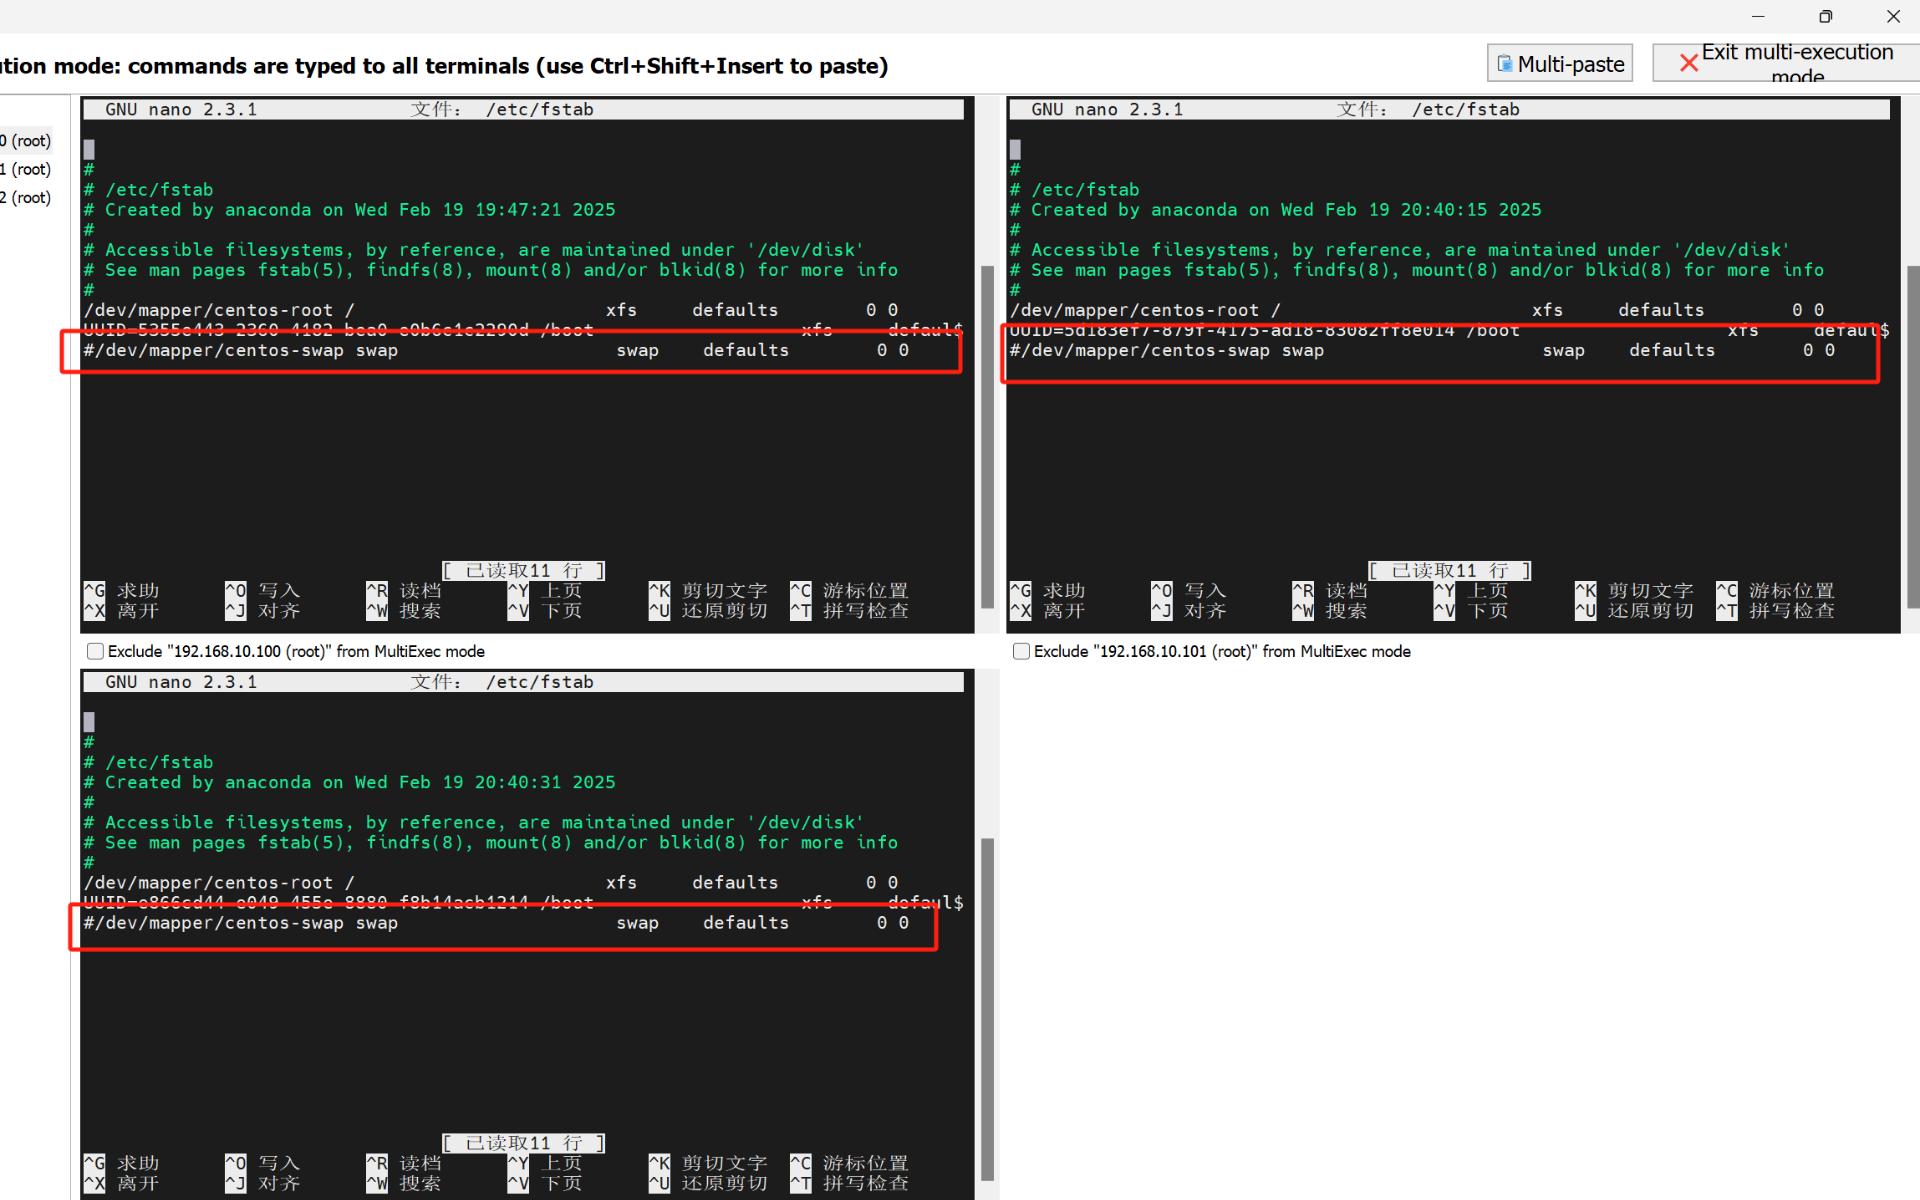 tion mode: commands are typed to all terminals (use Ctrl+Shift+Insert to paste)
Multi-paste
Exit multi-execution
mode
0 (root)
1 (root)
2 (root)
GNU nano 2.3.1 文件: /etc/fstab
#
# /etc/fstab
# Created by anaconda on Wed Feb 19 19:47:21 2025
#
# Accessible filesystems, by reference, are maintained under '/dev/disk'
# See man pages fstab(5), findfs(8), mount(8) and/or blkid(8) for more info
#
/dev/mapper/centos-root / xfs defaults 0 0
/boot xfs defaul$
#/dev/mapper/centos-swap swap swap defaults 0 0
[ 已读取11 行 ]
^G 求助 ^O 写入 ^R 读档 ^Y 上页 ^K 剪切文字 ^C 游标位置
^X 离开 ^J 对齐 ^W 搜索 ^V 下页 ^U 还原剪切 ^T 拼写检查
Exclude "192.168.10.100 (root)" from MultiExec mode
GNU nano 2.3.1 文件: /etc/fstab
#
# /etc/fstab
# Created by anaconda on Wed Feb 19 20:40:15 2025
#
# Accessible filesystems, by reference, are maintained under '/dev/disk'
# See man pages fstab(5), findfs(8), mount(8) and/or blkid(8) for more info
#
/dev/mapper/centos-root / xfs defaults 0 0
UUID=5d183ef7-879f-4175-ad18-83082ff8e014 /boot xfs defaul$
#/dev/mapper/centos-swap swap swap defaults 0 0
[ 已读取11 行 ]
^G 求助 ^O 写入 ^R 读档 ^Y 上页 ^K 剪切文字 ^C 游标位置
^X 离开 ^J 对齐 ^W 搜索 ^V 下页 ^U 还原剪切 ^T 拼写检查
Exclude "192.168.10.101 (root)" from MultiExec mode
GNU nano 2.3.1 文件: /etc/fstab
#
# /etc/fstab
# Created by anaconda on Wed Feb 19 20:40:31 2025
#
# Accessible filesystems, by reference, are maintained under '/dev/disk'
# See man pages fstab(5), findfs(8), mount(8) and/or blkid(8) for more info
#
/dev/mapper/centos-root / xfs defaults 0 0
/boot xfs defaul$
#/dev/mapper/centos-swap swap swap defaults 0 0
[ 已读取11 行 ]
^G 求助 ^O 写入 ^R 读档 ^Y 上页 ^K 剪切文字 ^C 游标位置
^X 离开 ^J 对齐 ^W 搜索 ^V 下页 ^U 还原剪切 ^T 拼写检查